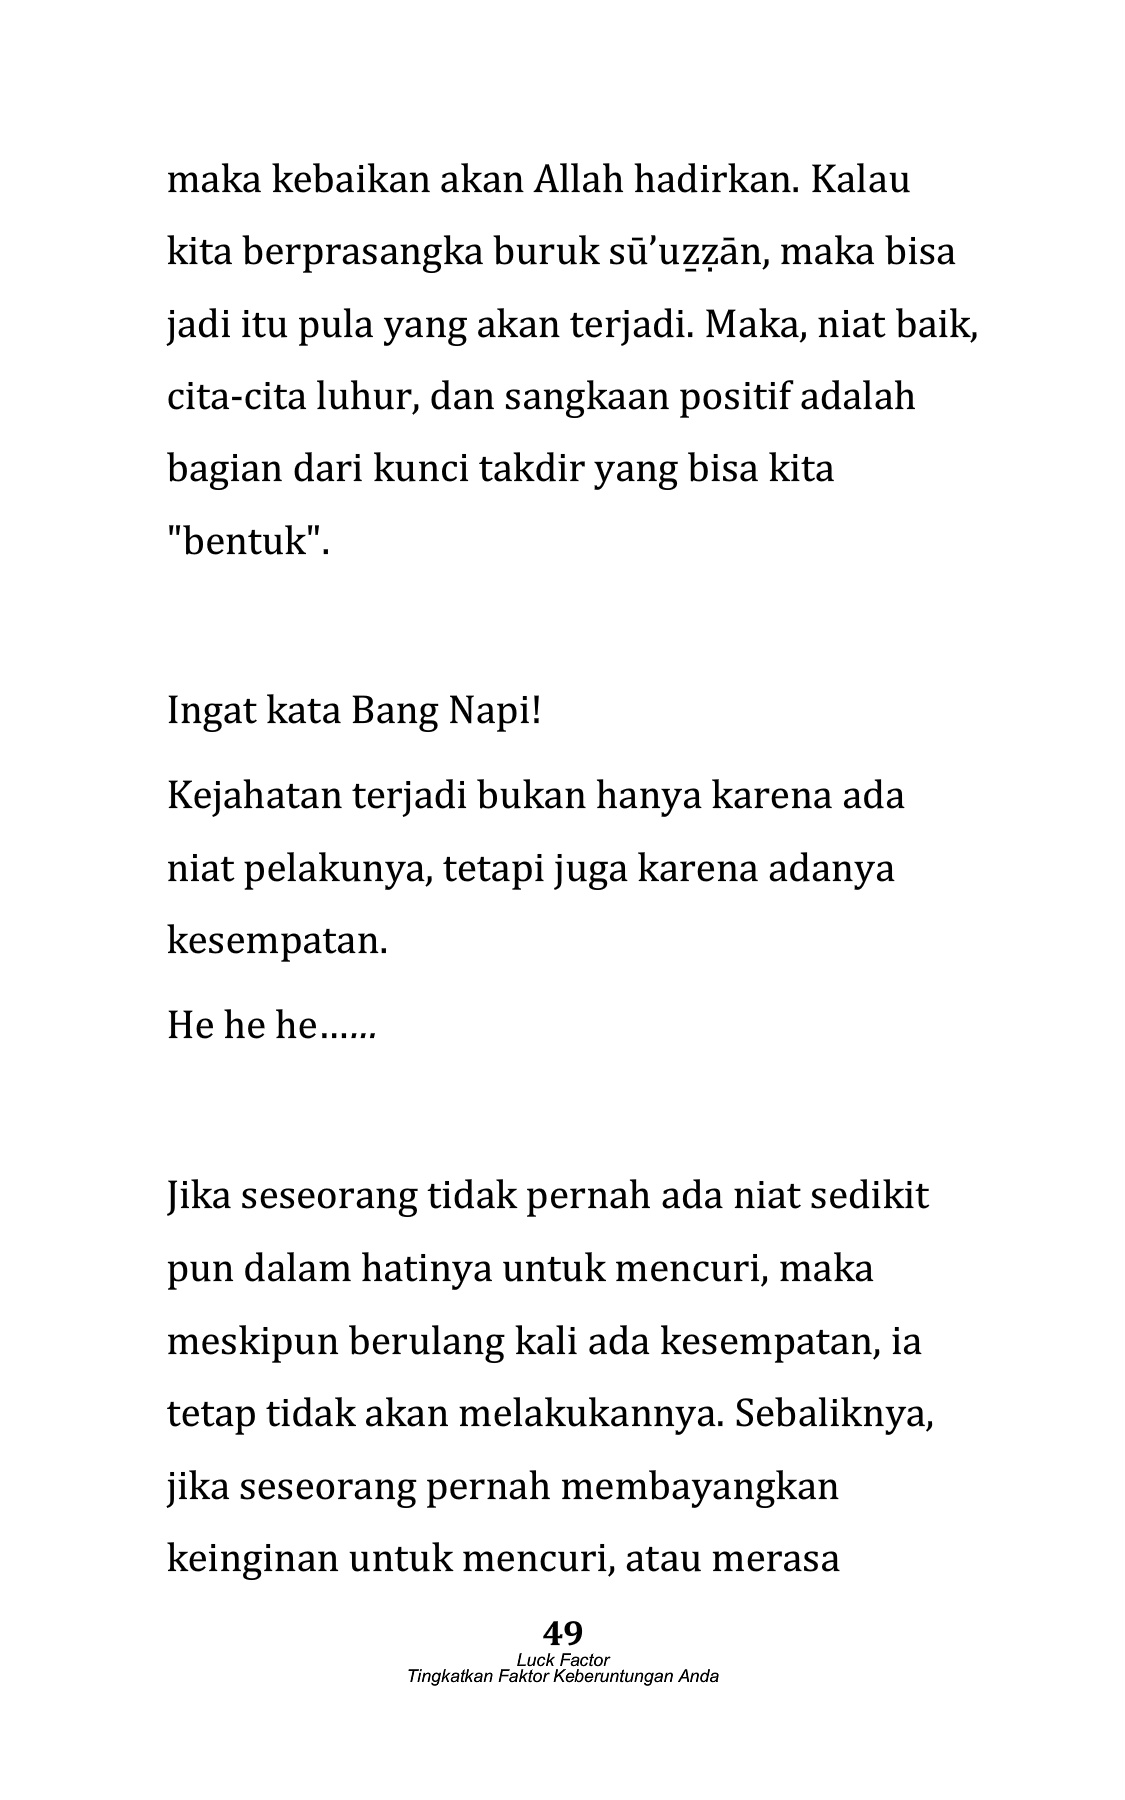 maka kebaikan akan Allah hadirkan. Kalau
kita berprasangka buruk sū’uẕẓān, maka bisa
jadi itu pula yang akan terjadi. Maka, niat baik,
cita-cita luhur, dan sangkaan positif adalah
bagian dari kunci takdir yang bisa kita
"bentuk".
Ingat kata Bang Napi!
Kejahatan terjadi bukan hanya karena ada
niat pelakunya, tetapi juga karena adanya
kesempatan.
He he he……
Jika seseorang tidak pernah ada niat sedikit
pun dalam hatinya untuk mencuri, maka
meskipun berulang kali ada kesempatan, ia
tetap tidak akan melakukannya. Sebaliknya,
jika seseorang pernah membayangkan
keinginan untuk mencuri, atau merasa
49
Luck Factor
Tingkatkan Faktor Keberuntungan Anda